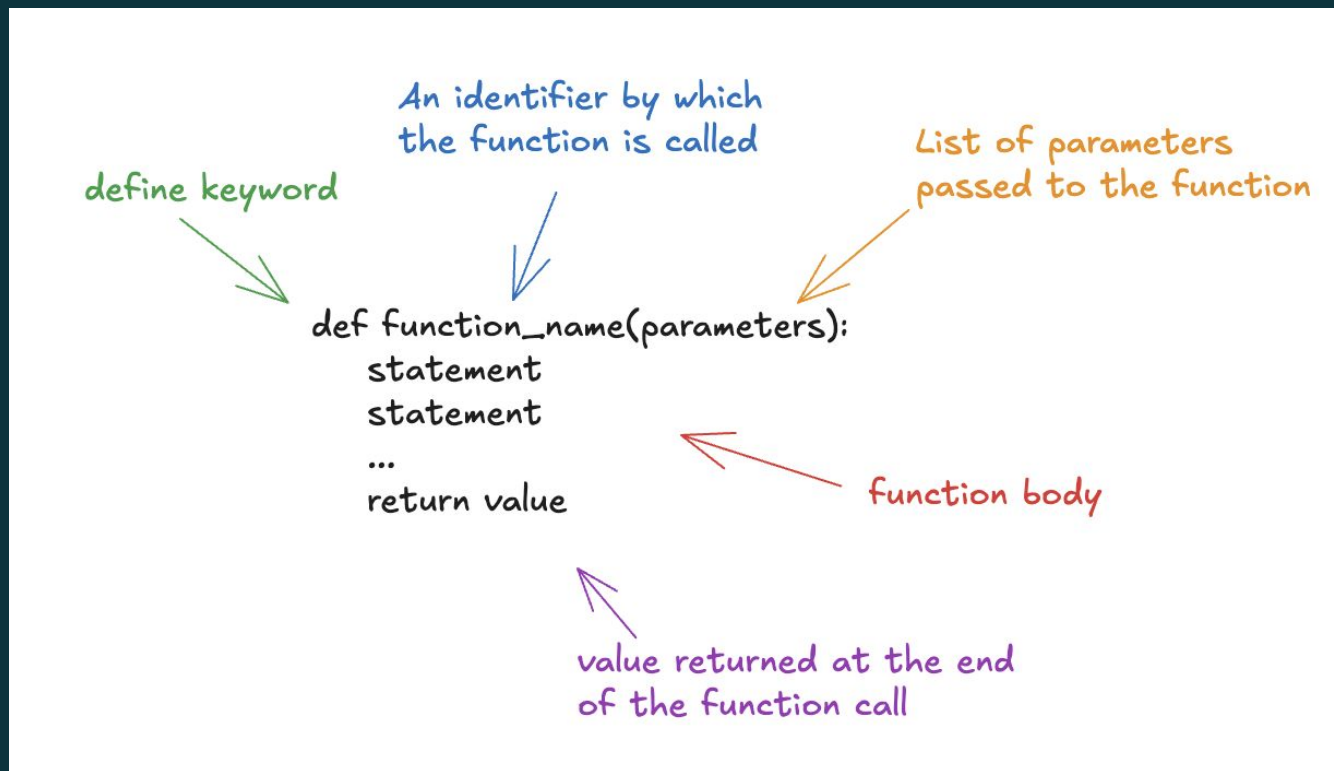 An identifier by which
the function is called
List of parameters
passed to the function
define keyword
def function_name(parameters):
statement
statement
...
return value
function body
value returned at the end
of the function call